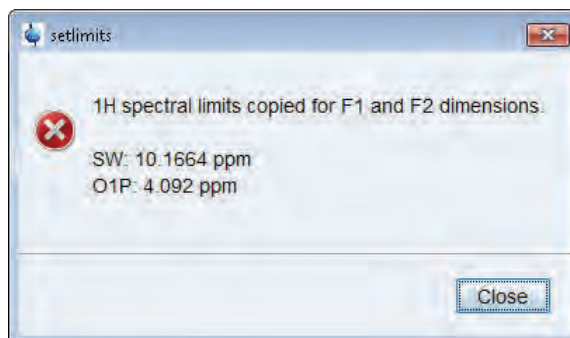 setlimits
1H spectral limits copied for F1 and F2 dimensions.
SW: 10.1664 ppm
O1P: 4.092 ppm
Close